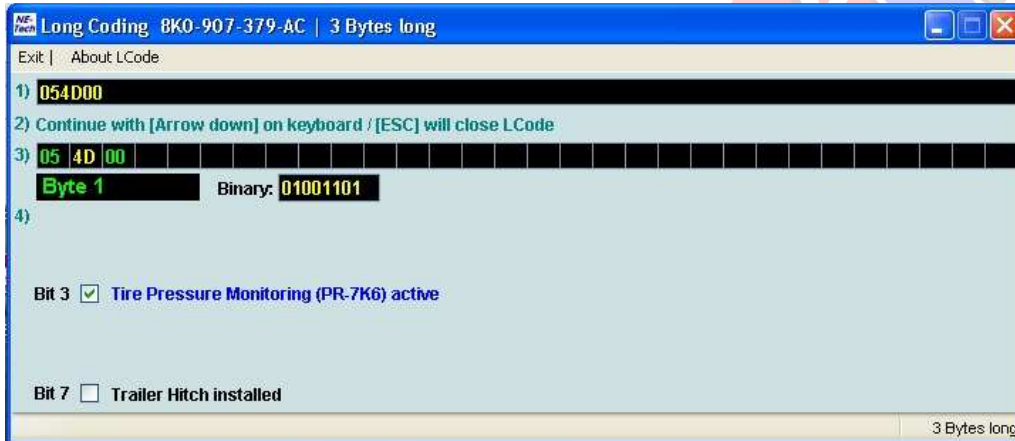 NE-Tech Long Coding 8K0-907-379-AC | 3 Bytes long
Exit | About LCode
1) 054D00
2) Continue with [Arrow down] on keyboard / [ESC] will close LCode
3) 05 4D 00
Byte 1 Binary: 01001101
4)
Bit 3 Tire Pressure Monitoring (PR-7K6) active
Bit 7 Trailer Hitch installed
3 Bytes long